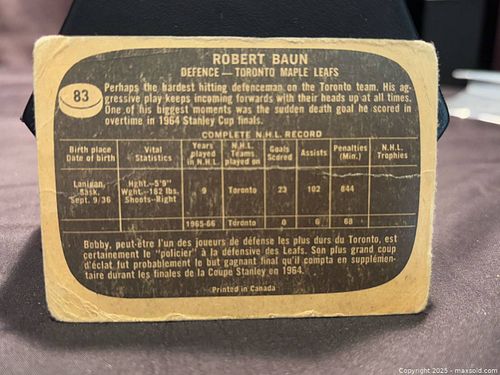 ROBERT BAUN
DEFENCE — TORONTO MAPLE LEAFS
83
Perhaps the hardest hitting defenceman on the Toronto team. His ag-
gressive play keeps incoming forwards with their heads up at all times.
One of his biggest moments was the sudden death goal he scored in
overtime in 1964 Stanley Cup finals.
COMPLETE N.H.L. RECORD
Birth place Date of birth Vital Statistics Years played in N.H.L. N.H.L. Teams played on Goals Scored Assists Penalties (Min.) N.H.L. Trophies
Lanigan, Sask. Sept. 9/36 Hght.—5'9" Wght.—182 lbs. Shoots—Right 9 Toronto 23 102 844
1965-66 Toronto 0 6 68
Bobby, peut-être l'un des joueurs de défense les plus durs du Toronto, est
certainement le "policier" à la défensive des Leafs. Son plus grand coup
d'éclat fut probablement le but gagnant final qu'il compta en supplémen-
taire durant les finales de la Coupe Stanley en 1964.
Printed in Canada
Copyright 2025 - maxsold.com